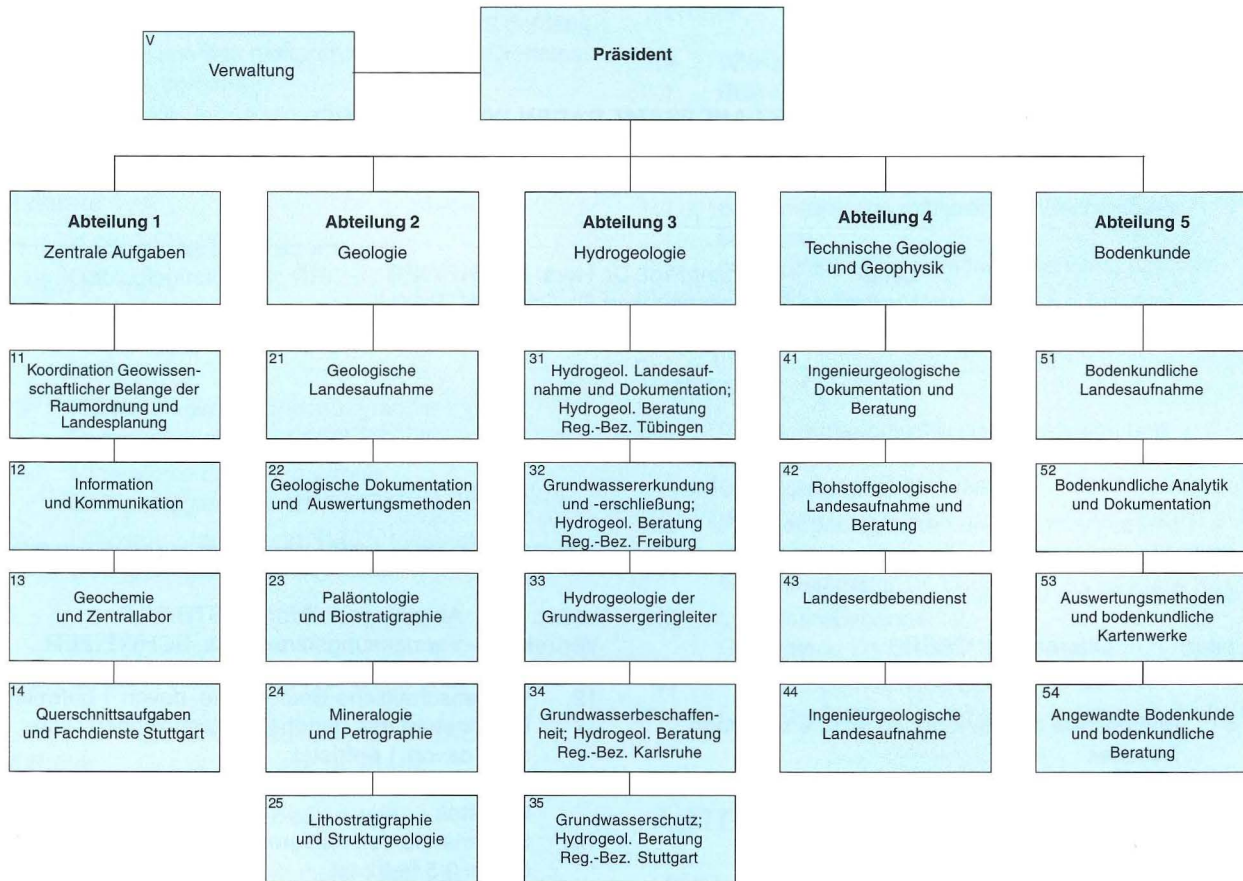 V
Verwaltung
Präsident
Abteilung 1
Zentrale Aufgaben
Abteilung 2
Geologie
Abteilung 3
Hydrogeologie
Abteilung 4
Technische Geologie
und Geophysik
Abteilung 5
Bodenkunde
11
Koordination Geowissen-
schaftlicher Belange der
Raumordnung und
Landesplanung
21
Geologische
Landesaufnahme
31
Hydrogeol. Landesauf-
nahme und Dokumentation;
Hydrogeol. Beratung
Reg.-Bez. Tübingen
41
Ingenieurgeologische
Dokumentation und
Beratung
51
Bodenkundliche
Landesaufnahme
12
Information
und Kommunikation
22
Geologische Dokumentation
und Auswertungsmethoden
32
Grundwassererkundung
und -erschließung;
Hydrogeol. Beratung
Reg.-Bez. Freiburg
42
Rohstoffgeologische
Landesaufnahme und
Beratung
52
Bodenkundliche Analytik
und Dokumentation
13
Geochemie
und Zentrallabor
23
Paläontologie
und Biostratigraphie
33
Hydrogeologie der
Grundwassergeringleiter
43
Landeserdbebendienst
53
Auswertungsmethoden
und bodenkundliche
Kartenwerke
14
Querschnittsaufgaben
und Fachdienste Stuttgart
24
Mineralogie
und Petrographie
34
Grundwasserbeschaffen-
heit; Hydrogeol. Beratung
Reg.-Bez. Karlsruhe
44
Ingenieurgeologische
Landesaufnahme
54
Angewandte Bodenkunde
und bodenkundliche
Beratung
25
Lithostratigraphie
und Strukturgeologie
35
Grundwasserschutz;
Hydrogeol. Beratung
Reg.-Bez. Stuttgart